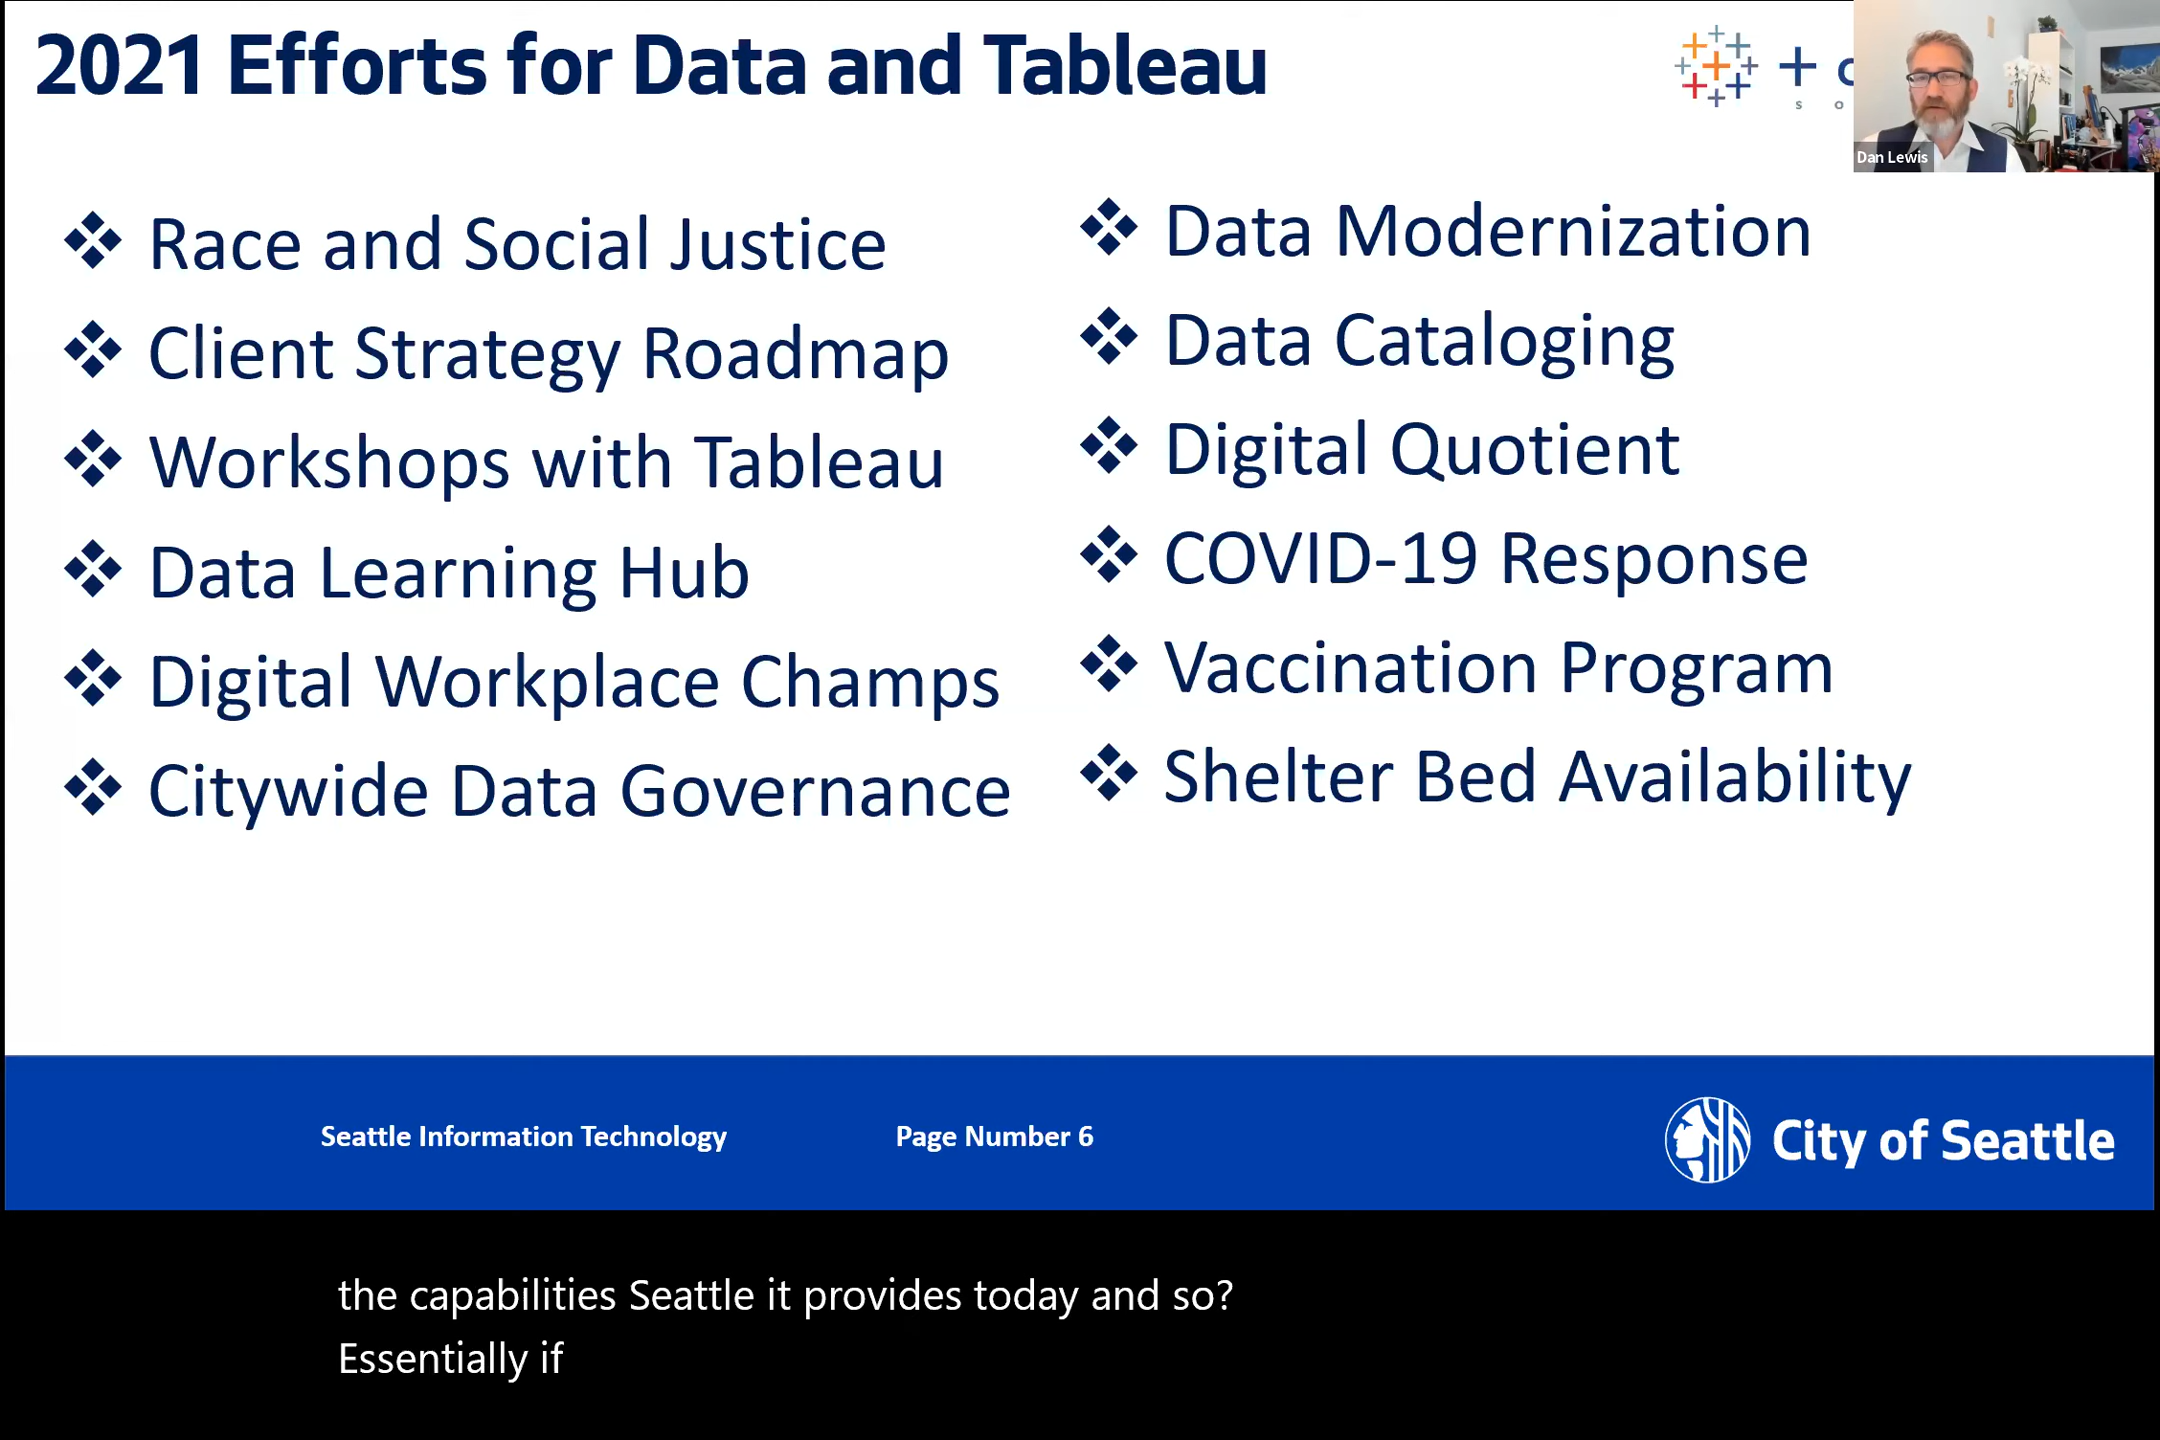 2021 Efforts for Data and Tableau
Dan Lewis
Race and Social Justice
Client Strategy Roadmap
Workshops with Tableau
Data Learning Hub
Digital Workplace Champs
Citywide Data Governance
Data Modernization
Data Cataloging
Digital Quotient
COVID-19 Response
Vaccination Program
Shelter Bed Availability
Seattle Information Technology
Page Number 6
City of Seattle
the capabilities Seattle it provides today and so?
Essentially if